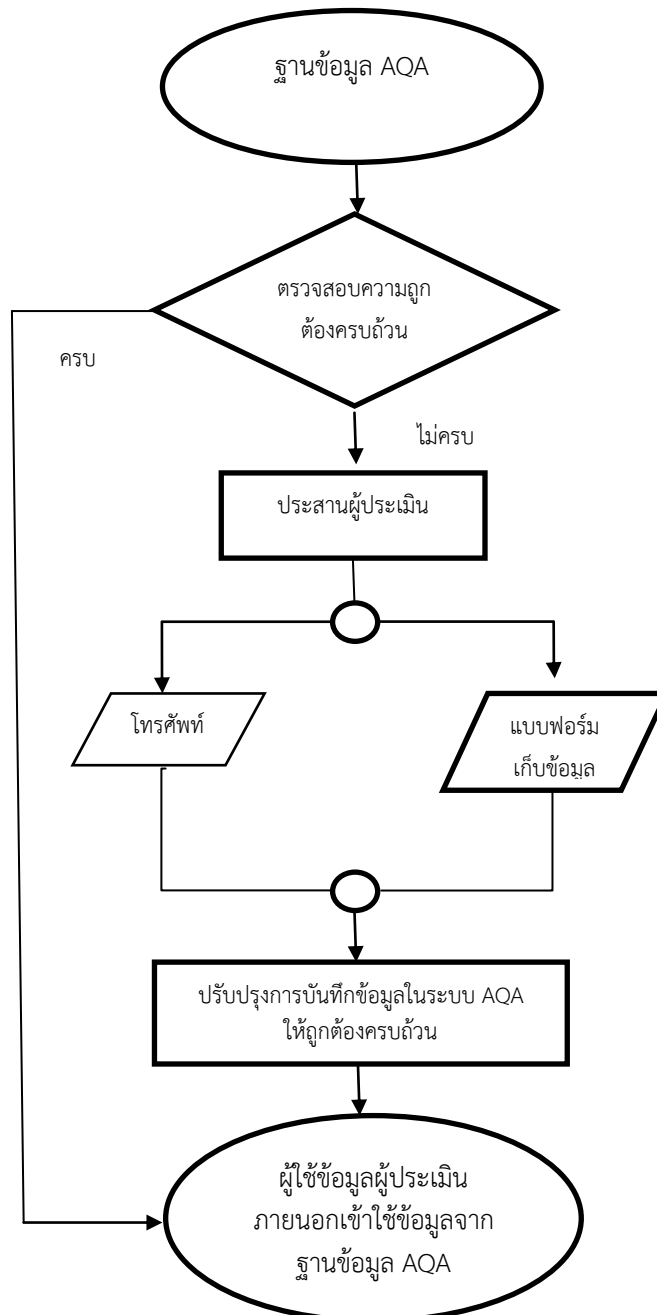 ฐานข้อมูล AQA
ตรวจสอบความถูก
ต้องครบถ้วน
ครบ
ไม่ครบ
ประสานผู้ประเมิน
โทรศัพท์
แบบฟอร์ม
เก็บข้อมูล
ปรับปรุงการบันทึกข้อมูลในระบบ AQA
ให้ถูกต้องครบถ้วน
ผู้ใช้ข้อมูลผู้ประเมิน
ภายนอกเข้าใช้ข้อมูลจาก
ฐานข้อมูล AQA